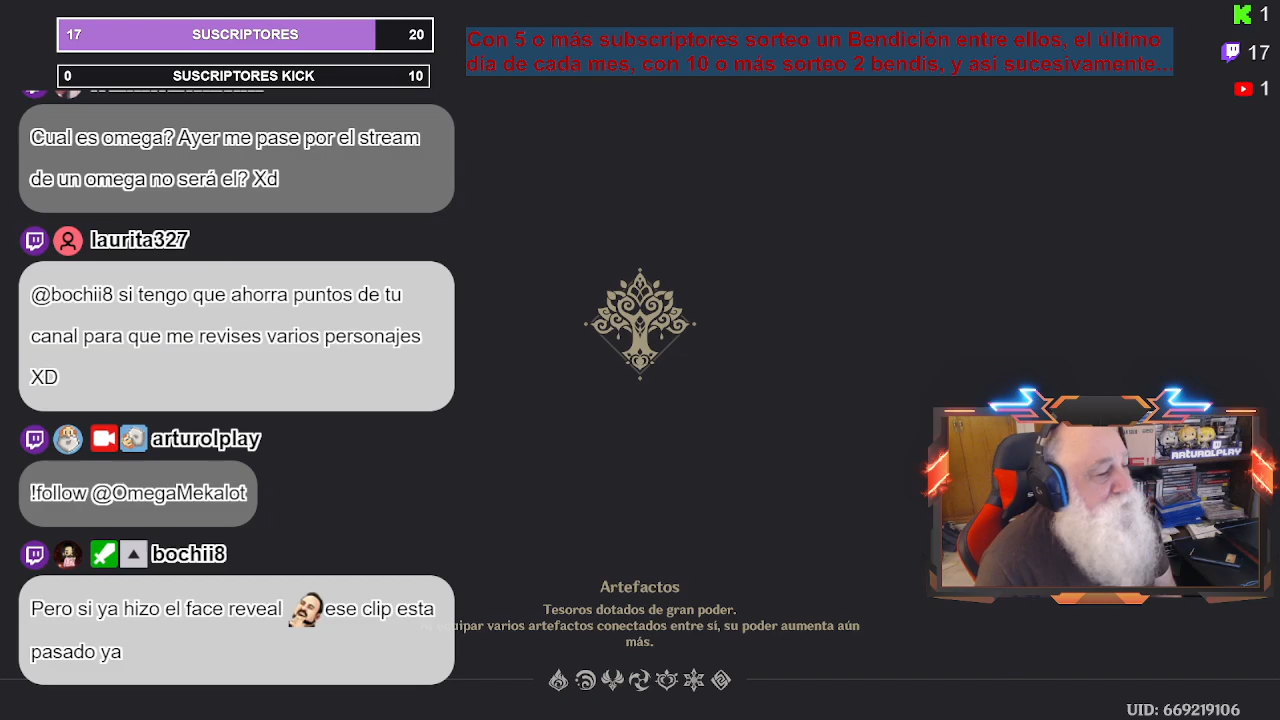 17 SUSCRIPTORES 20
0 SUSCRIPTORES KICK 10
Con 5 o más subscriptores sorteo un Bendición entre ellos, el último
dia de cada mes, con 10 o más sorteo 2 bendis, y asi sucesivamente...
1
17
1
Cual es omega? Ayer me pase por el stream
de un omega no será el? Xd
laurita327
@bochii8 si tengo que ahorra puntos de tu
canal para que me revises varios personajes
XD
arturolplay
!follow @OmegaMekalot
bochii8
Pero si ya hizo el face reveal ese clip esta
pasado ya
ARTUROLPLAY
Artefactos
Tesoros dotados de gran poder.
equipar varios artefactos conectados entre sí, su poder aumenta aún
más.
UID: 669219106